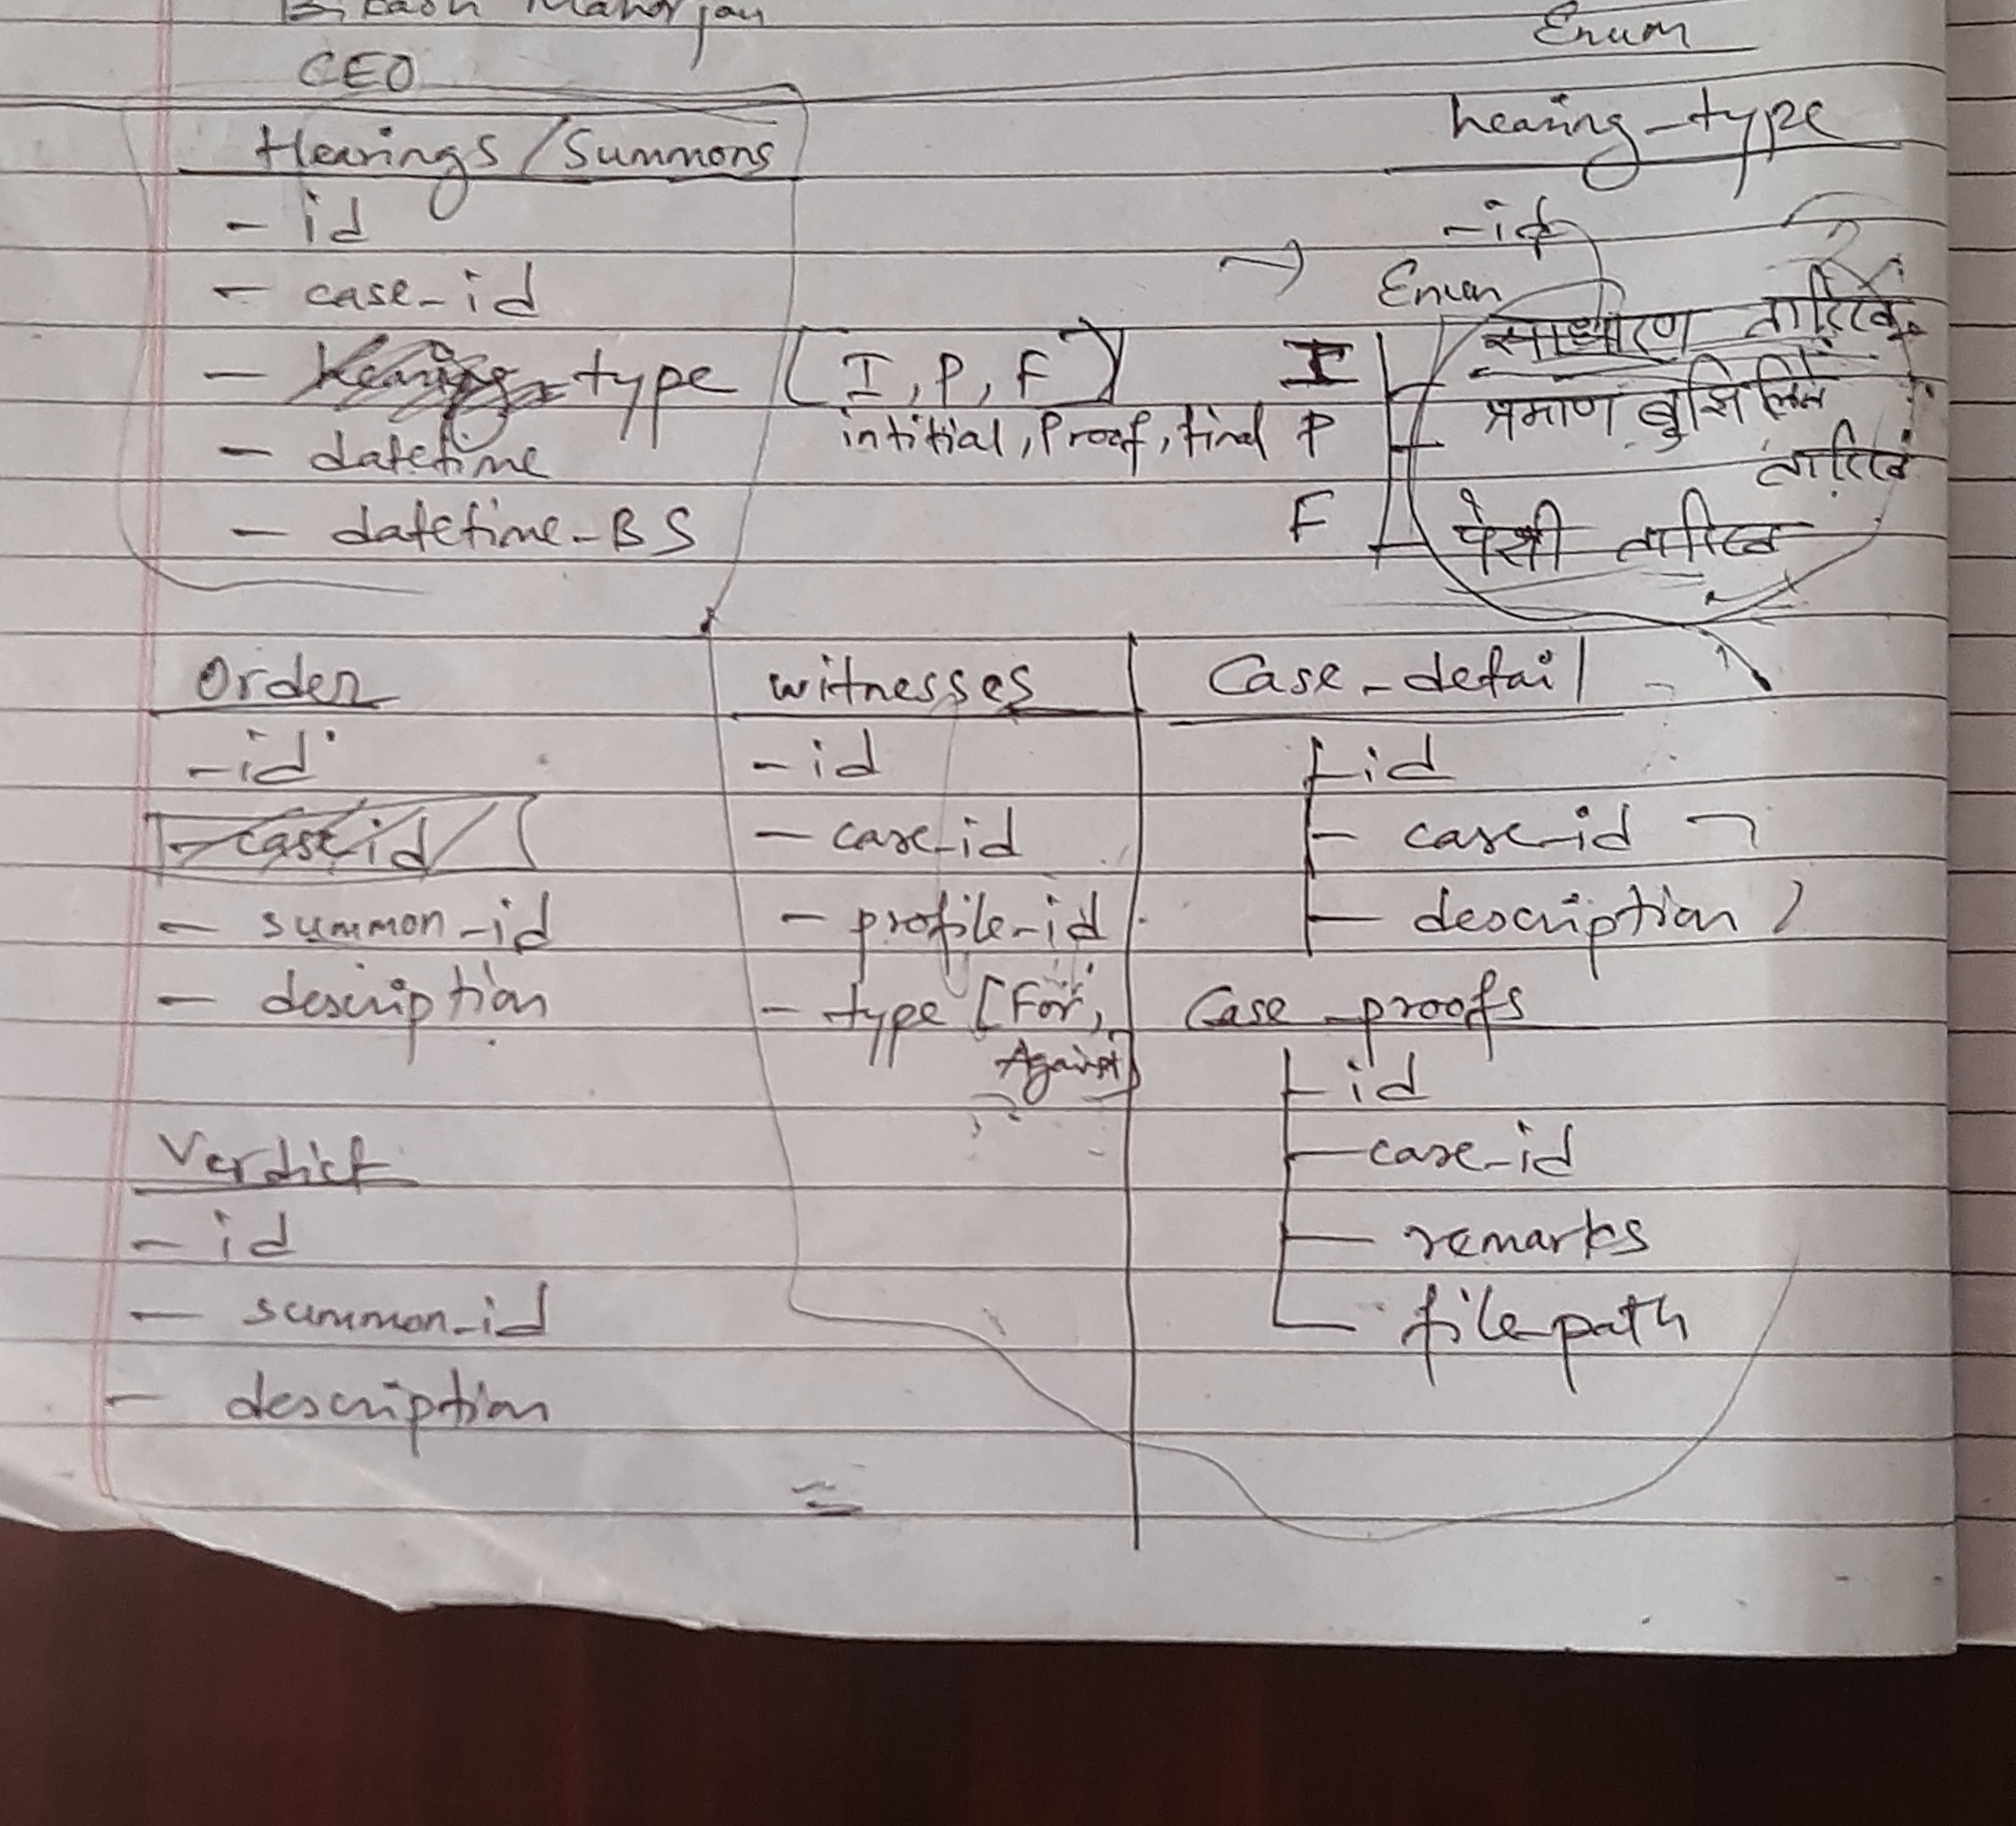 Bikash Maharjan
CEO
Hearings/Summons
- id
- case-id
- type [I, P, F]
intitial, Proof, final
- datetime
- datetime-BS
Enum
hearing-type
- id
Enum
I साधारण तारिख
P प्रमाण बुझ्ने तारिख
F पेसी तारिख
Order
- id
- case-id
- summon-id
- description
Verdict
- id
- summon-id
- description
witnesses
- id
- case-id
- profile-id
- type [For,
Against]
Case-detail
- id
- case-id
- description
Case-proofs
- id
- case-id
- remarks
- filepath